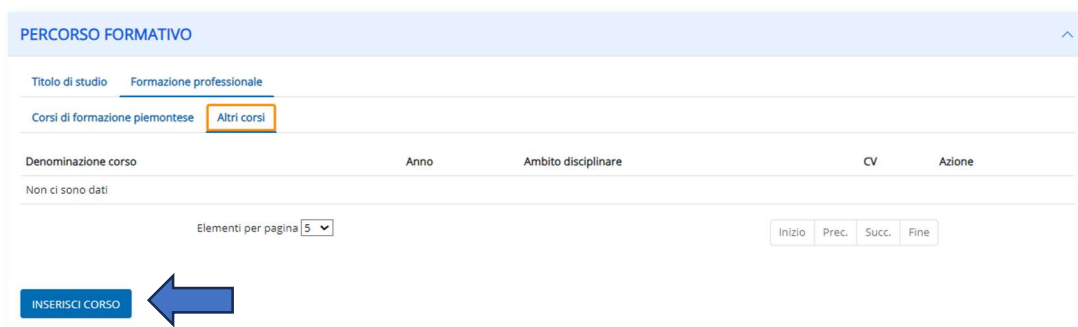 PERCORSO FORMATIVO
Titolo di studio Formazione professionale
Corsi di formazione piemontese Altri corsi
Denominazione corso Anno Ambito disciplinare CV Azione
Non ci sono dati
Elementi per pagina 5 Inizio Prec. Succ. Fine
INSERISCI CORSO